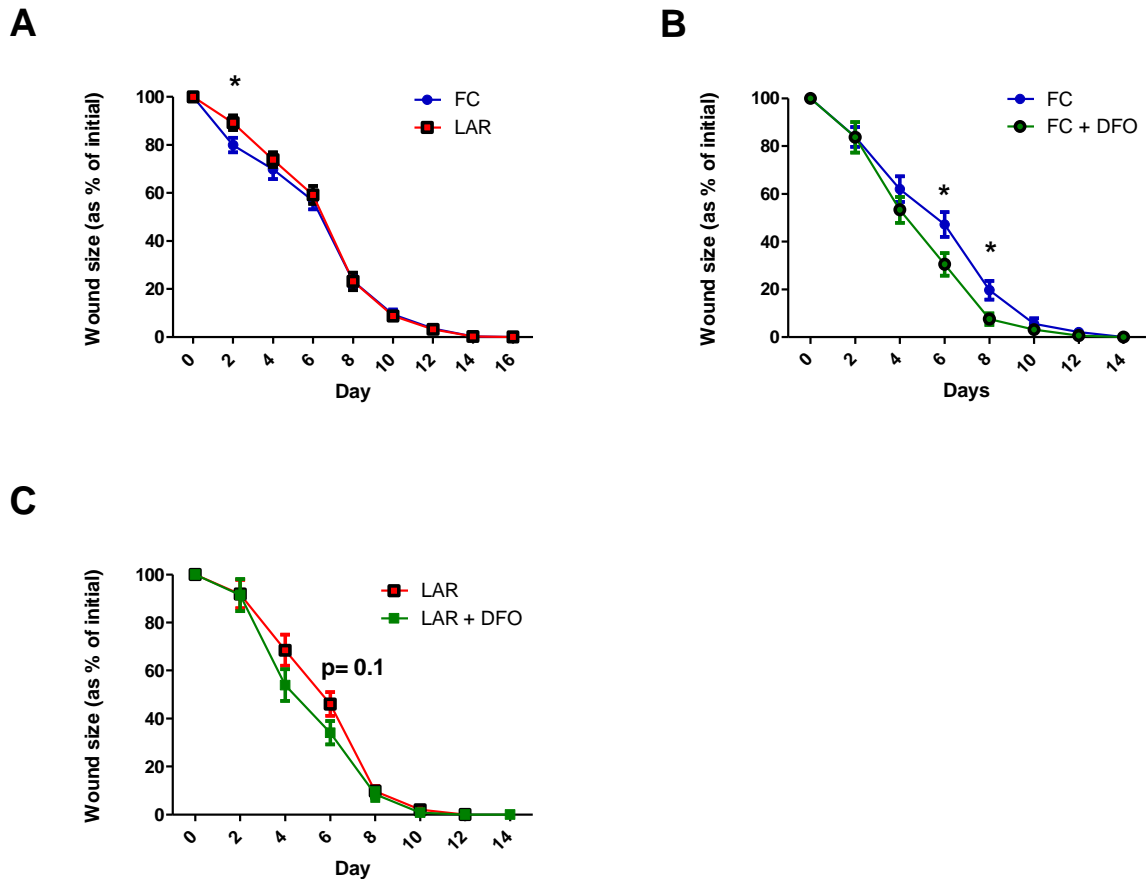 A
*
FC
LAR
Wound size (as % of initial)
100
80
60
40
20
0
0 2 4 6 8 10 12 14 16
Day
B
FC
FC + DFO
*
*
Wound size (as % of initial)
100
80
60
40
20
0
0 2 4 6 8 10 12 14
Days
C
LAR
LAR + DFO
p= 0.1
Wound size (as % of initial)
100
80
60
40
20
0
0 2 4 6 8 10 12 14
Day